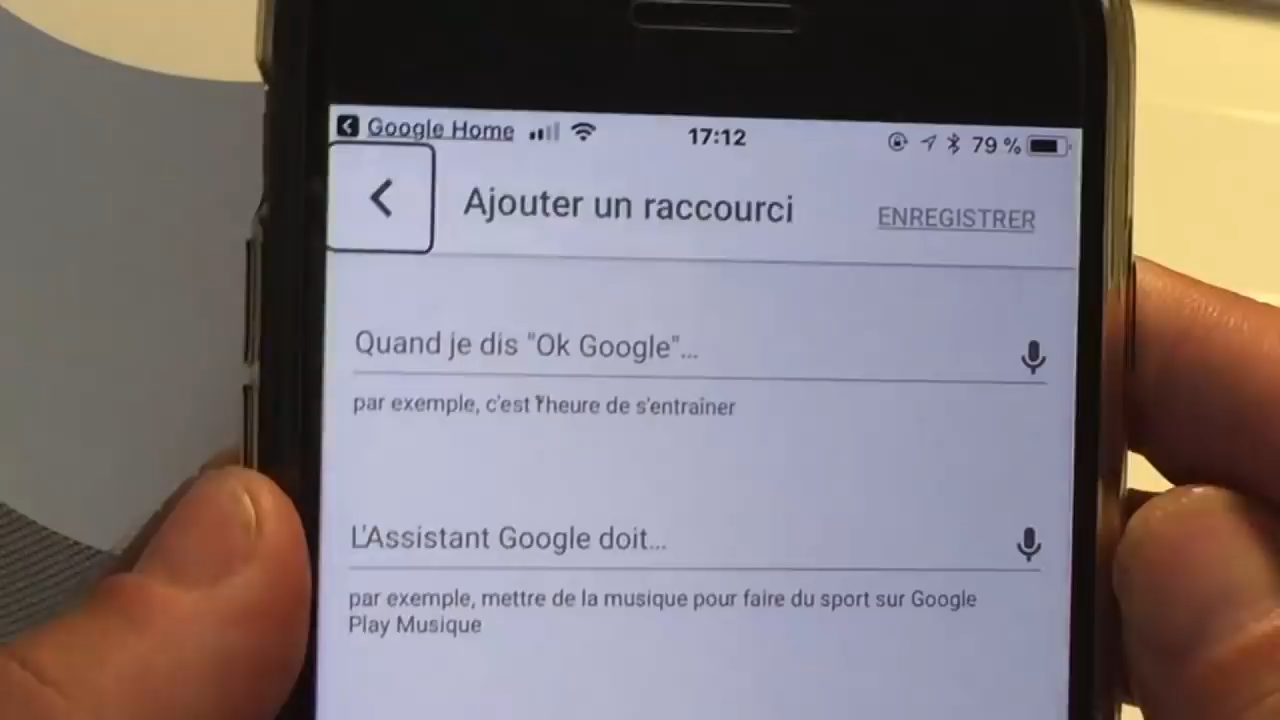 Google Home 17:12 79 %
Ajouter un raccourci ENREGISTRER
Quand je dis "Ok Google"...
par exemple, c'est l'heure de s'entraîner
L'Assistant Google doit...
par exemple, mettre de la musique pour faire du sport sur Google
Play Musique